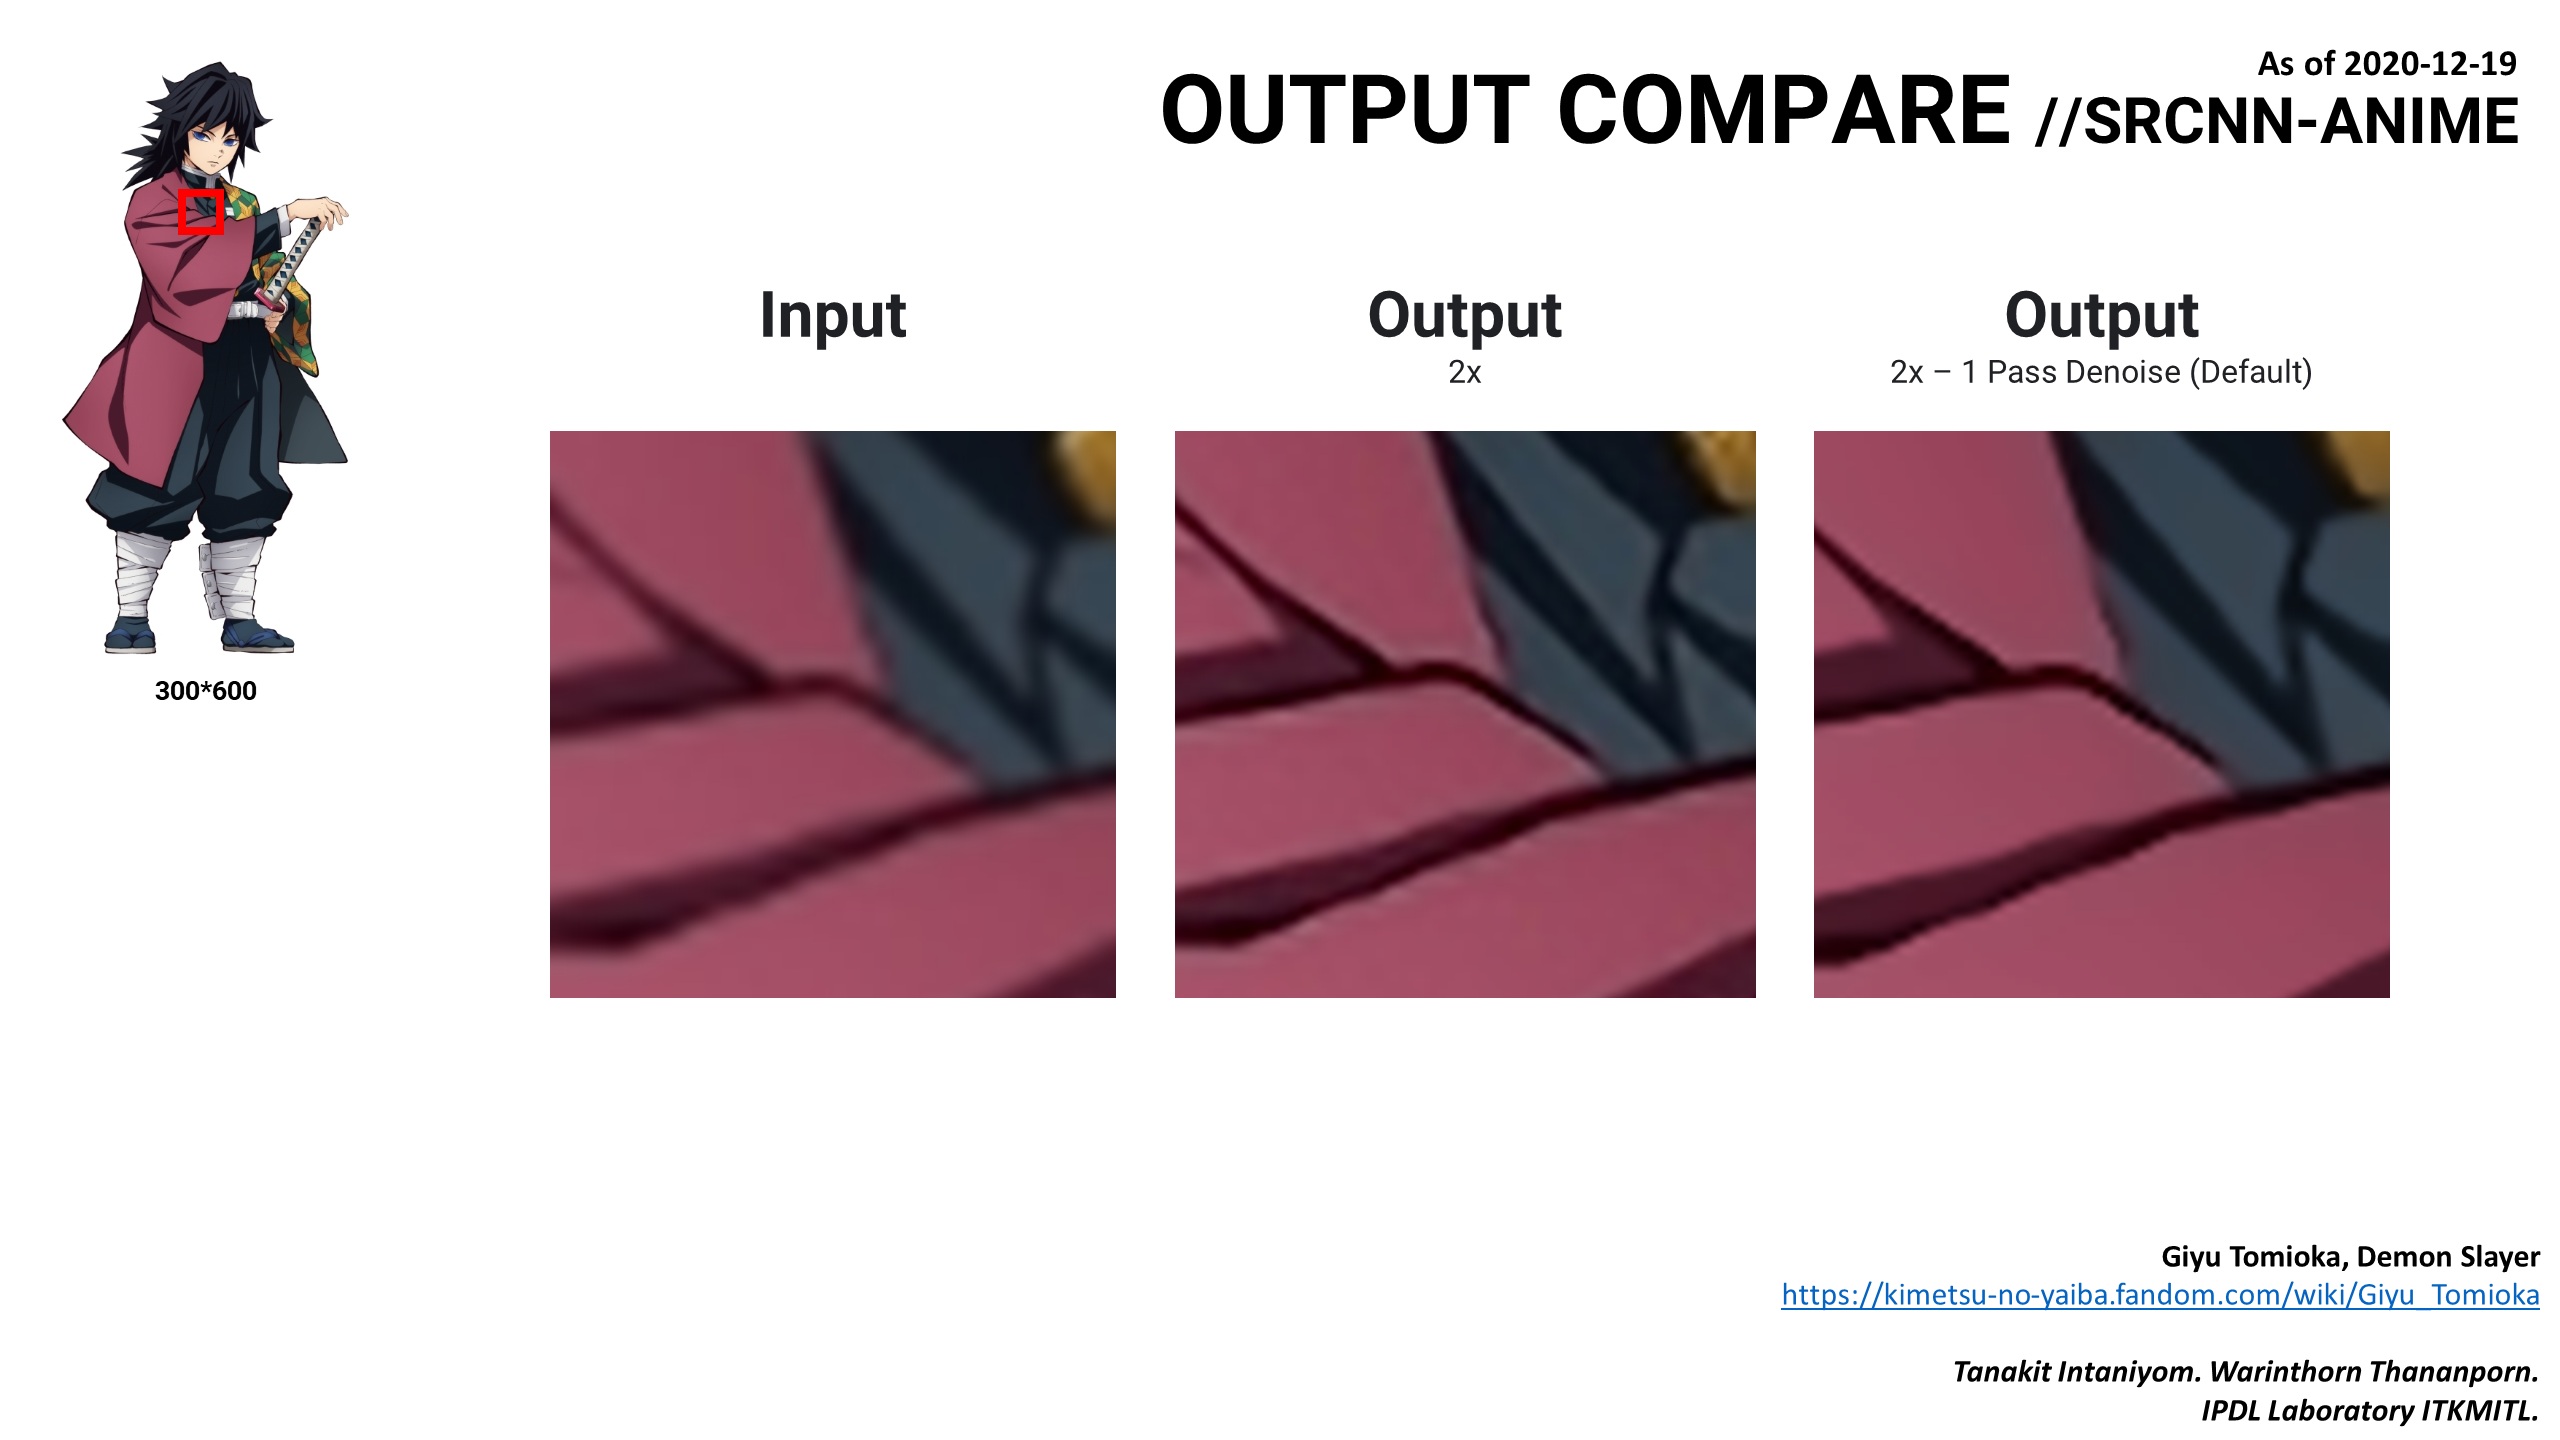 As of 2020-12-19
OUTPUT COMPARE //SRCNN-ANIME
Input
Output
2x
Output
2x – 1 Pass Denoise (Default)
300*600
Giyu Tomioka, Demon Slayer
https://kimetsu-no-yaiba.fandom.com/wiki/Giyu_Tomioka
Tanakit Intaniyom. Warinthorn Thananporn.
IPDL Laboratory ITKMITL.